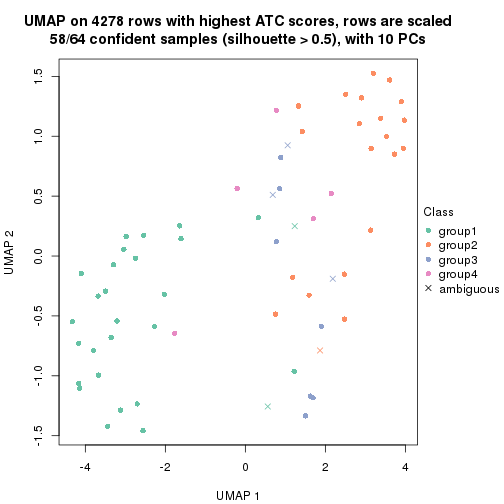 UMAP on 4278 rows with highest ATC scores, rows are scaled
58/64 confident samples (silhouette > 0.5), with 10 PCs
1.5
1.0
0.5
0.0
-0.5
-1.0
-1.5
UMAP 2
-4
-2
0
2
4
UMAP 1
Class
group1
group2
group3
group4
ambiguous